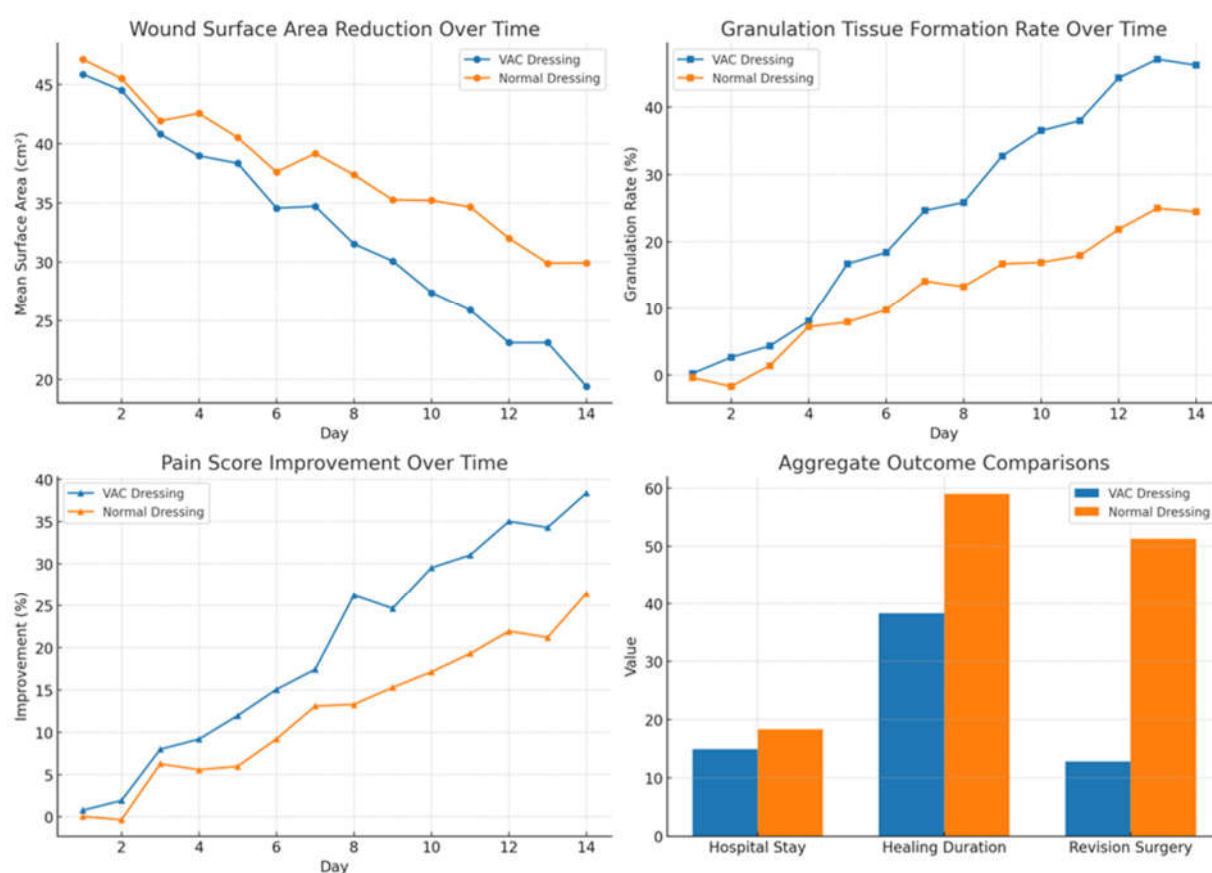 Wound Surface Area Reduction Over Time
VAC Dressing
Normal Dressing
Mean Surface Area (cm²)
45
40
35
30
25
20
2 4 6 8 10 12 14
Day
Granulation Tissue Formation Rate Over Time
VAC Dressing
Normal Dressing
Granulation Rate (%)
40
30
20
10
0
2 4 6 8 10 12 14
Day
Pain Score Improvement Over Time
VAC Dressing
Normal Dressing
Improvement (%)
40
35
30
25
20
15
10
5
0
2 4 6 8 10 12 14
Day
Aggregate Outcome Comparisons
VAC Dressing
Normal Dressing
Value
60
50
40
30
20
10
0
Hospital Stay Healing Duration Revision Surgery